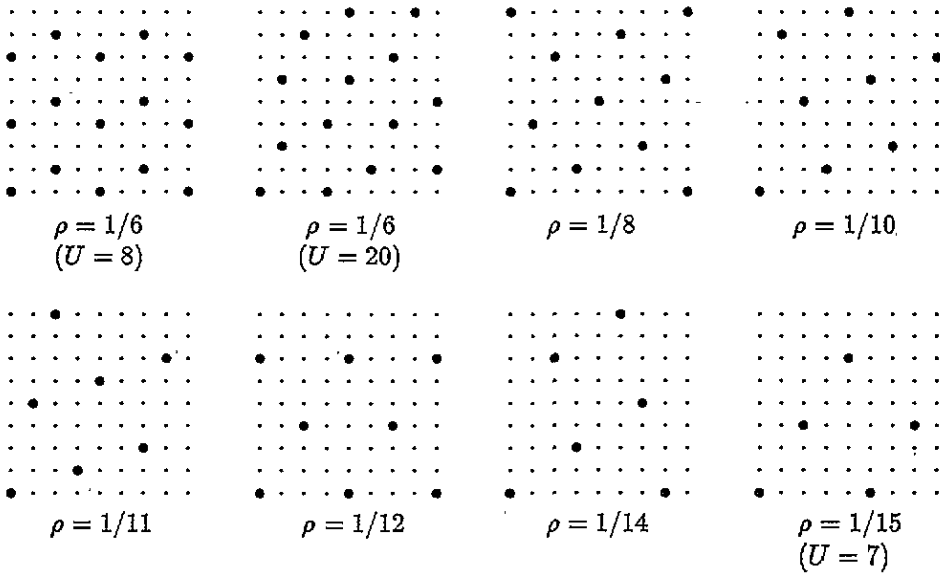 ρ = 1/6 ρ = 1/6 ρ = 1/8 ρ = 1/10
(U = 8) (U = 20)
ρ = 1/11 ρ = 1/12 ρ = 1/14 ρ = 1/15
(U = 7)